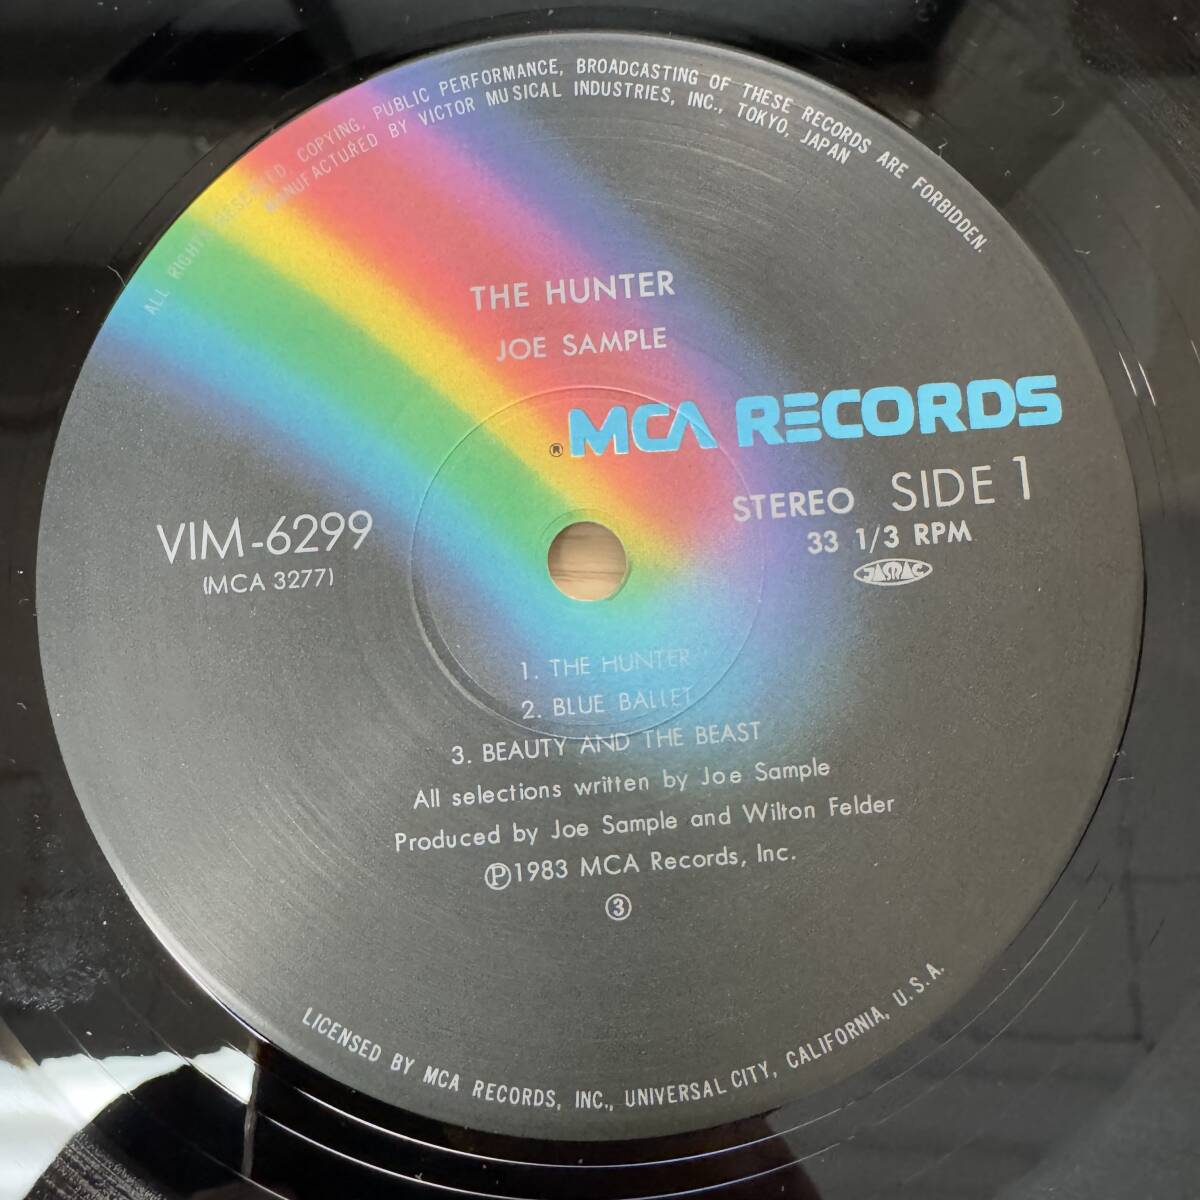 ALL RIGHTS RESERVED. COPYING, PUBLIC PERFORMANCE, BROADCASTING OF THESE RECORDS ARE FORBIDDEN.
MANUFACTURED BY VICTOR MUSICAL INDUSTRIES, INC., TOKYO, JAPAN
THE HUNTER
JOE SAMPLE
® MCA RECORDS
STEREO SIDE 1
33 1/3 RPM
JASRAC
VIM-6299
(MCA 3277)
1. THE HUNTER
2. BLUE BALLET
3. BEAUTY AND THE BEAST
All selections written by Joe Sample
Produced by Joe Sample and Wilton Felder
℗1983 MCA Records, Inc.
③
LICENSED BY MCA RECORDS, INC., UNIVERSAL CITY, CALIFORNIA, U.S.A.